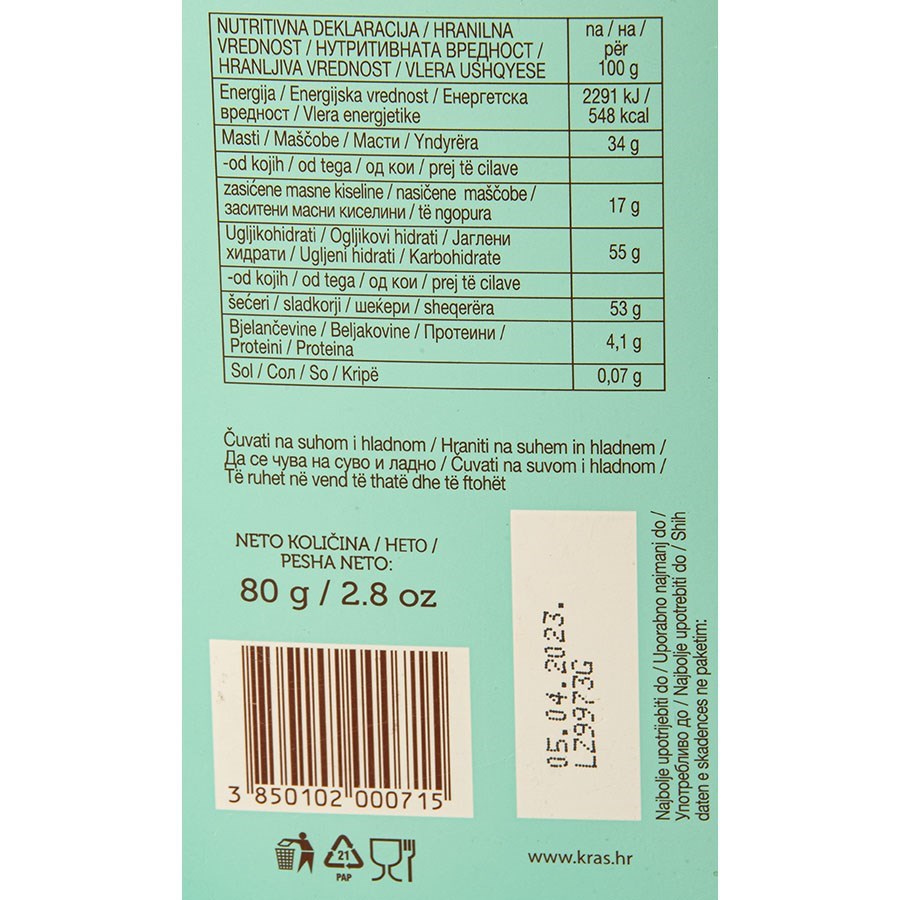 NUTRITIVNA DEKLARACIJA / HRANILNA
VREDNOST / НУТРИТИВНАТА ВРЕДНОСТ /
HRANLJIVA VREDNOST / VLERA USHQYESE
na / на /
për
100 g
Energija / Energijska vrednost / Енергетска
вредност / Vlera energjetike
2291 kJ /
548 kcal
Masti / Maščobe / Масти / Yndyrëra
34 g
-od kojih / od tega / од кои / prej të cilave
zasićene masne kiseline / nasičene maščobe /
заситени масни киселини / të ngopura
17 g
Ugljikohidrati / Ogljikovi hidrati / Јаглени
хидрати / Ugljeni hidrati / Karbohidrate
55 g
-od kojih / od tega / од кои / prej të cilave
šećeri / sladkorji / шеќери / sheqerëra
53 g
Bjelančevine / Beljakovine / Протеини /
Proteini / Proteina
4,1 g
Sol / Сол / So / Kripë
0,07 g
Čuvati na suhom i hladnom / Hraniti na suhem in hladnem /
Да се чува на суво и ладно / Čuvati na suvom i hladnom /
Të ruhet në vend të thatë dhe të ftohët
NETO KOLIČINA / НЕТО /
PESHA NETO:
80 g / 2.8 oz
05.04.2023.
LZ9973G
Najbolje upotrijebiti do / Uporabno najmanj do /
Употребливо до / Najbolje upotrebiti do / Shih
daten e skadences ne paketim:
3 850102 000715
21
PAP
www.kras.hr